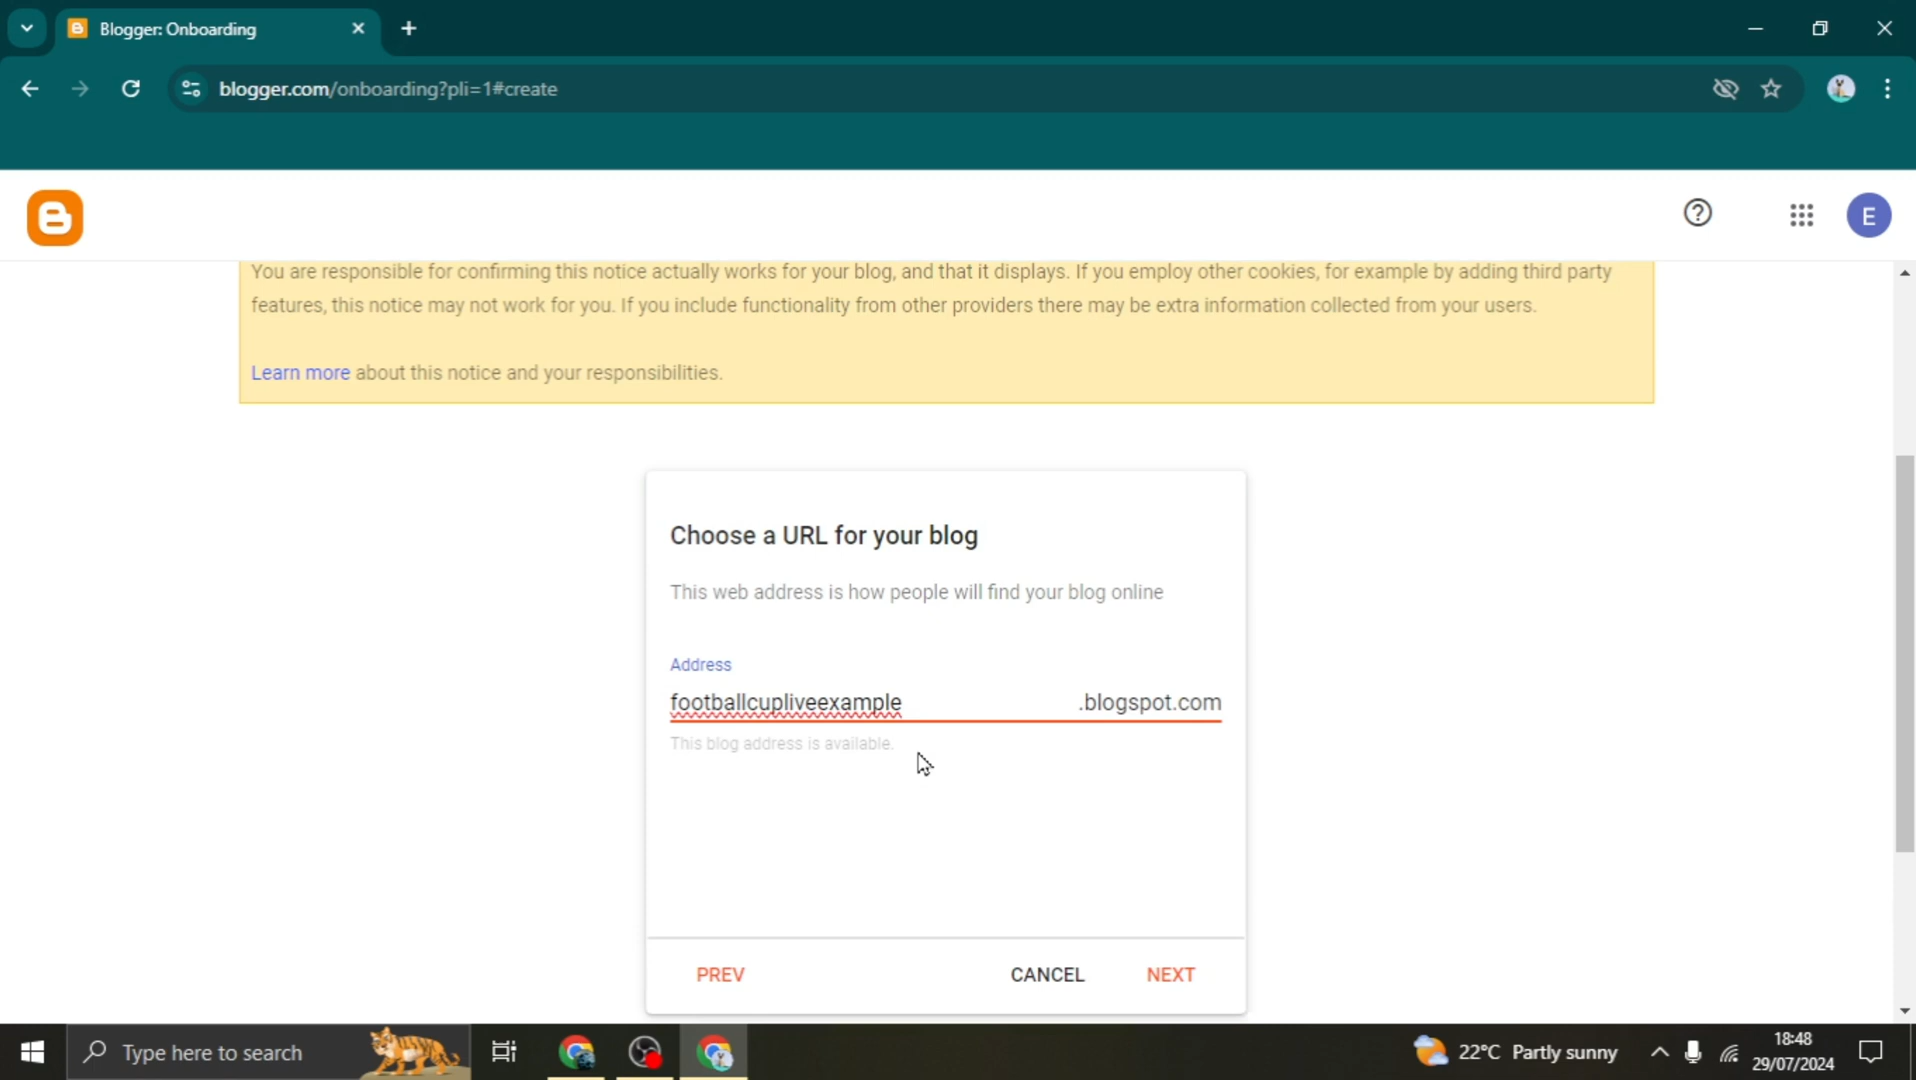 Blogger: Onboarding
blogger.com/onboarding?pli=1#create
E
You are responsible for confirming this notice actually works for your blog, and that it displays. If you employ other cookies, for example by adding third party
features, this notice may not work for you. If you include functionality from other providers there may be extra information collected from your users.
Learn more about this notice and your responsibilities.
Choose a URL for your blog
This web address is how people will find your blog online
Address
footballcupliveexample .blogspot.com
This blog address is available.
PREV CANCEL NEXT
Type here to search
22°C Partly sunny
18:48
29/07/2024